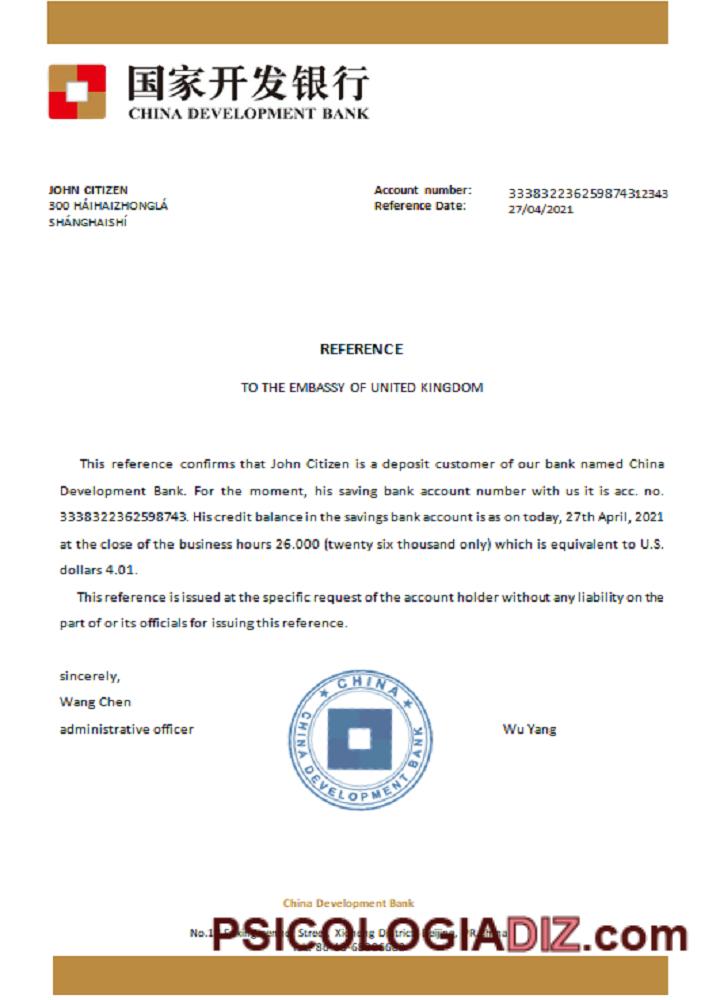 国家开发银行
CHINA DEVELOPMENT BANK
JOHN CITIZEN
300 HÁIHAIZHONGLÁ
SHÁNGHAISHÍ
Account number: 333832236259874312343
Reference Date: 27/04/2021
REFERENCE
TO THE EMBASSY OF UNITED KINGDOM
This reference confirms that John Citizen is a deposit customer of our bank named China
Development Bank. For the moment, his saving bank account number with us it is acc. no.
3338322362598743. His credit balance in the savings bank account is as on today, 27th April, 2021
at the close of the business hours 26.000 (twenty six thousand only) which is equivalent to U.S.
dollars 4.01.
This reference is issued at the specific request of the account holder without any liability on the
part of or its officials for issuing this reference.
sincerely,
Wang Chen
administrative officer
Wu Yang
CHINA
CHINA DEVELOPMENT BANK
China Development Bank
Street, District, Beijing,
PSICOLOGIADIZ.com